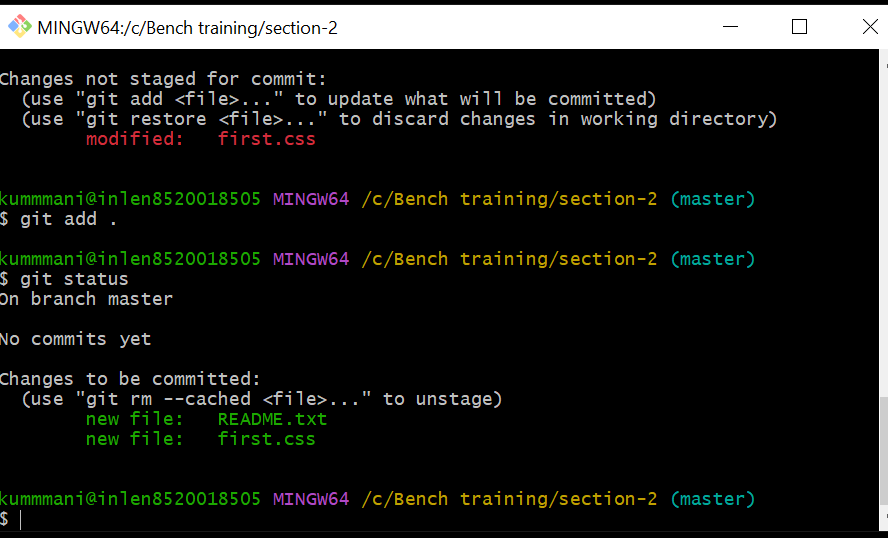 MINGW64:/c/Bench training/section-2
Changes not staged for commit:
  (use "git add <file>..." to update what will be committed)
  (use "git restore <file>..." to discard changes in working directory)
        modified:   first.css
kummmani@inlen8520018505 MINGW64 /c/Bench training/section-2 (master)
$ git add .
kummmani@inlen8520018505 MINGW64 /c/Bench training/section-2 (master)
$ git status
On branch master
No commits yet
Changes to be committed:
  (use "git rm --cached <file>..." to unstage)
        new file:   README.txt
        new file:   first.css
kummmani@inlen8520018505 MINGW64 /c/Bench training/section-2 (master)
$